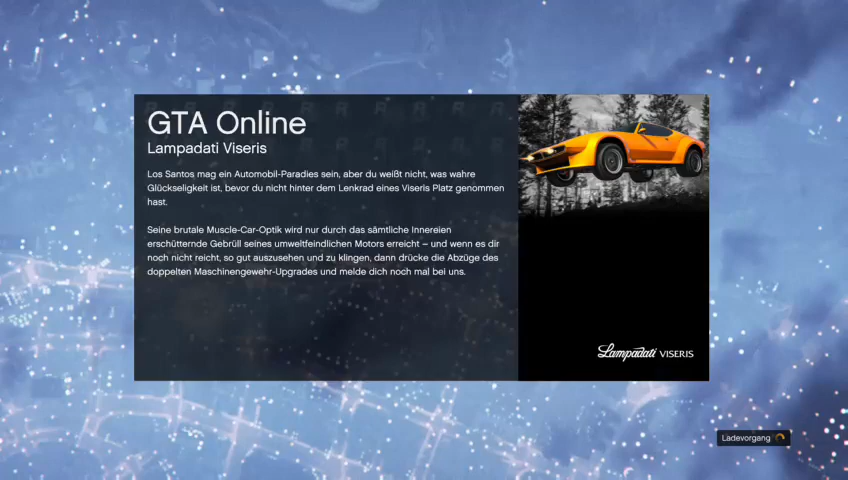 GTA Online
Lampadati Viseris
Los Santos mag ein Automobil-Paradies sein, aber du weißt nicht, was wahre
Glückseligkeit ist, bevor du nicht hinter dem Lenkrad eines Viseris Platz genommen
hast.
Seine brutale Muscle-Car-Optik wird nur durch das sämtliche Innereien
erschütternde Gebrüll seines umweltfeindlichen Motors erreicht – und wenn es dir
noch nicht reicht, so gut auszusehen und zu klingen, dann drücke die Abzüge des
doppelten Maschinengewehr-Upgrades und melde dich noch mal bei uns.
Lampadati VISERIS
Ladevorgang